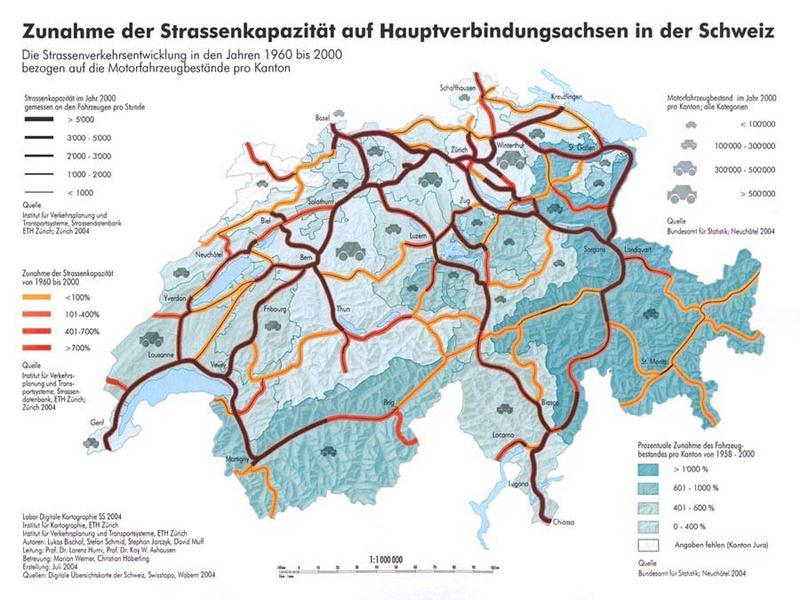 Zunahme der Strassenkapazität auf Hauptverbindungsachsen in der Schweiz
Die Strassenverkehrsentwicklung in den Jahren 1960 bis 2000
bezogen auf die Motorfahrzeugbestände pro Kanton
Strassenkapazität im Jahr 2000
gemessen an den Fahrzeugen pro Stunde
> 5'000
3'000 - 5'000
2'000 - 3'000
1'000 - 2'000
< 1000
Quelle
Institut für Verkehrsplanung und
Transportsysteme, Strassendatenbank
ETH Zürich; Zürich 2004
Zunahme der Strassenkapazität
von 1960 bis 2000
<100%
101-400%
401-700%
>700%
Quelle
Institut für Verkehrs-
planung und Trans-
portsysteme, Strassen-
datenbank, ETH Zürich;
Zürich 2004
Motorfahrzeugbestand im Jahr 2000
pro Kanton; alle Kategorien
< 100'000
100'000 - 300'000
300'000 - 500'000
> 500'000
Quelle
Bundesamt für Statistik; Neuchâtel 2004
Schaffhausen
Kreuzlingen
Basel
Zürich
Winterthur
St. Gallen
Solothurn
Zug
Biel
Luzern
Neuchâtel
Bern
Sargans
Landquart
Yverdon
Fribourg
Thun
Lausanne
Vevey
St. Moritz
Brig
Biasca
Genf
Locarno
Martigny
Lugano
Chiasso
Prozentuale Zunahme des Fahrzeug-
bestandes pro Kanton von 1958 - 2000
> 1'000 %
601 - 1000 %
401 - 600 %
0 - 400 %
Angaben fehlen (Kanton Jura)
Quelle
Bundesamt für Statistik; Neuchâtel 2004
Labor Digitale Kartographie SS 2004
Institut für Kartographie, ETH Zürich
Institut für Verkehrsplanung und Transportsysteme, ETH Zürich
Autoren: Lukas Bischof, Stefan Schmid, Stephan Jarzyk, David Muff
Leitung: Prof. Dr. Lorenz Hurni, Prof. Dr. Kay W. Axhausen
Betreuung: Marion Werner, Christian Häberling
Erstellung: Juli 2004
Quellen: Digitale Übersichtskarte der Schweiz, Swisstopo, Wabern 2004
1:1 000 000